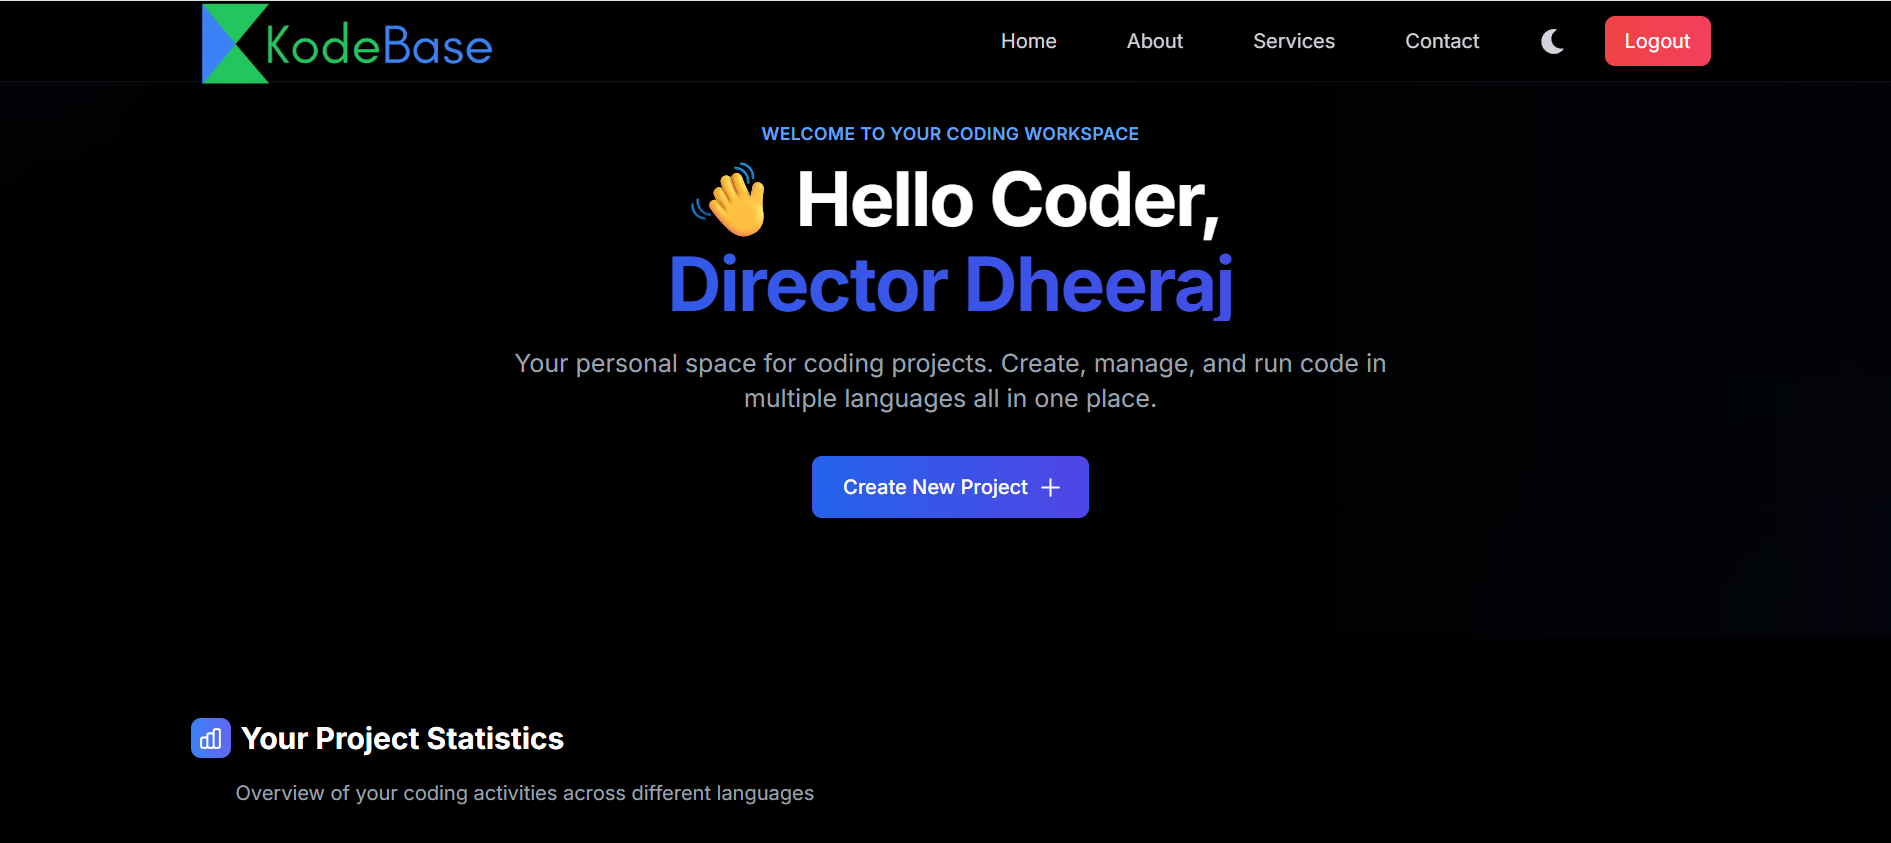 KodeBase
Home About Services Contact Logout
WELCOME TO YOUR CODING WORKSPACE
👋 Hello Coder,
Director Dheeraj
Your personal space for coding projects. Create, manage, and run code in
multiple languages all in one place.
Create New Project +
Your Project Statistics
Overview of your coding activities across different languages